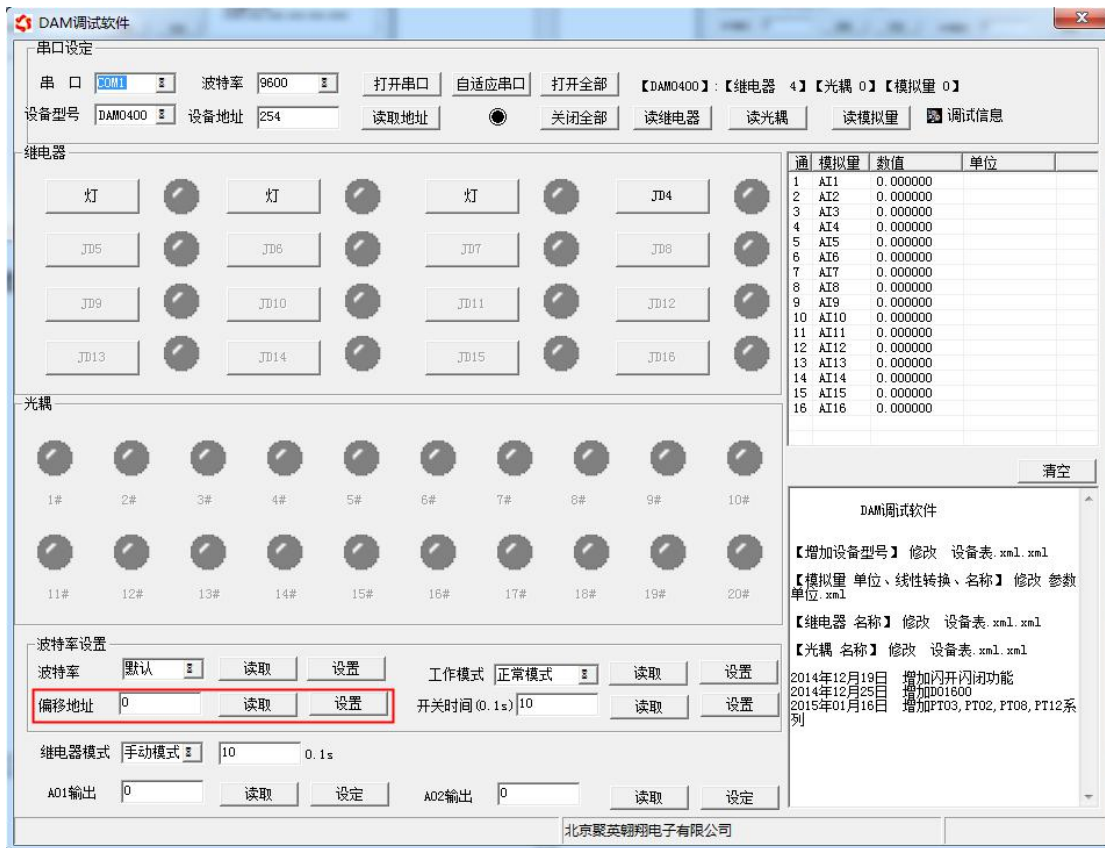 DAM调试软件
串口设定
串 口 COM1 波特率 9600 打开串口 自适应串口 打开全部 【DAM0400】:【继电器 4】【光耦 0】【模拟量 0】
设备型号 DAM0400 设备地址 254 读取地址 关闭全部 读继电器 读光耦 读模拟量 调试信息
继电器
灯 灯 灯 JD4
JD5 JD6 JD7 JD8
JD9 JD10 JD11 JD12
JD13 JD14 JD15 JD16
通 模拟量 数值 单位
1 AI1 0.000000
2 AI2 0.000000
3 AI3 0.000000
4 AI4 0.000000
5 AI5 0.000000
6 AI6 0.000000
7 AI7 0.000000
8 AI8 0.000000
9 AI9 0.000000
10 AI10 0.000000
11 AI11 0.000000
12 AI12 0.000000
13 AI13 0.000000
14 AI14 0.000000
15 AI15 0.000000
16 AI16 0.000000
清空
光耦
1# 2# 3# 4# 5# 6# 7# 8# 9# 10#
11# 12# 13# 14# 15# 16# 17# 18# 19# 20#
DAM调试软件
【增加设备型号】 修改 设备表.xml.xml
【模拟量 单位、线性转换、名称】 修改 参数
单位.xml
【继电器 名称】 修改 设备表.xml.xml
【光耦 名称】 修改 设备表.xml.xml
2014年12月19日 增加闪开闪闭功能
2014年12月25日 增加DO1600
2015年01月16日 增加PT03,PT02,PT08,PT12系
列
波特率设置
波特率 默认 读取 设置 工作模式 正常模式 读取 设置
偏移地址 0 读取 设置 开关时间(0.1s) 10 读取 设置
继电器模式 手动模式 10 0.1s
AO1输出 0 读取 设定 AO2输出 0 读取 设定
北京聚英翱翔电子有限公司